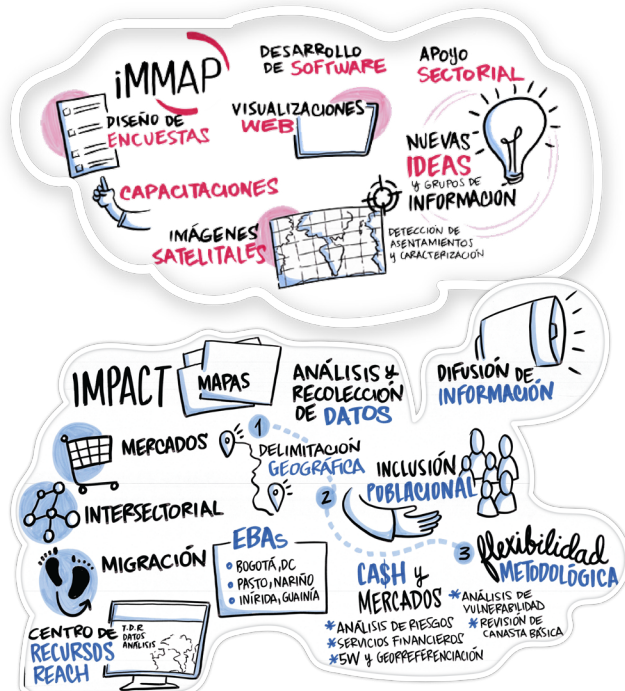 iMMAP
DESARROLLO
DE SOFTWARE
APOYO
SECTORIAL
DISEÑO DE
ENCUESTAS
VISUALIZACIONES
WEB
NUEVAS
IDEAS
Y GRUPOS DE
INFORMACIÓN
CAPACITACIONES
IMÁGENES
SATELITALES
DETECCIÓN DE
ASENTAMIENTOS
Y CARACTERIZACIÓN
IMPACT
MAPAS
ANÁLISIS Y
RECOLECCIÓN
DE DATOS
DIFUSIÓN DE
INFORMACIÓN
MERCADOS
INTERSECTORIAL
MIGRACIÓN
1
DELIMITACIÓN
GEOGRÁFICA
2
INCLUSIÓN
POBLACIONAL
3
flexibilidad
METODOLÓGICA
EBAs
BOGOTÁ, DC
PASTO, NARIÑO
INÍRIDA, GUAINÍA
CA$H y
MERCADOS
*ANÁLISIS DE RIESGOS
*SERVICIOS FINANCIEROS
*5W Y GEORREFERENCIACIÓN
*ANÁLISIS DE
VULNERABILIDAD
*REVISIÓN DE
CANASTA BÁSICA
CENTRO DE
RECURSOS
REACH
T.D.R
DATOS
ANÁLISIS